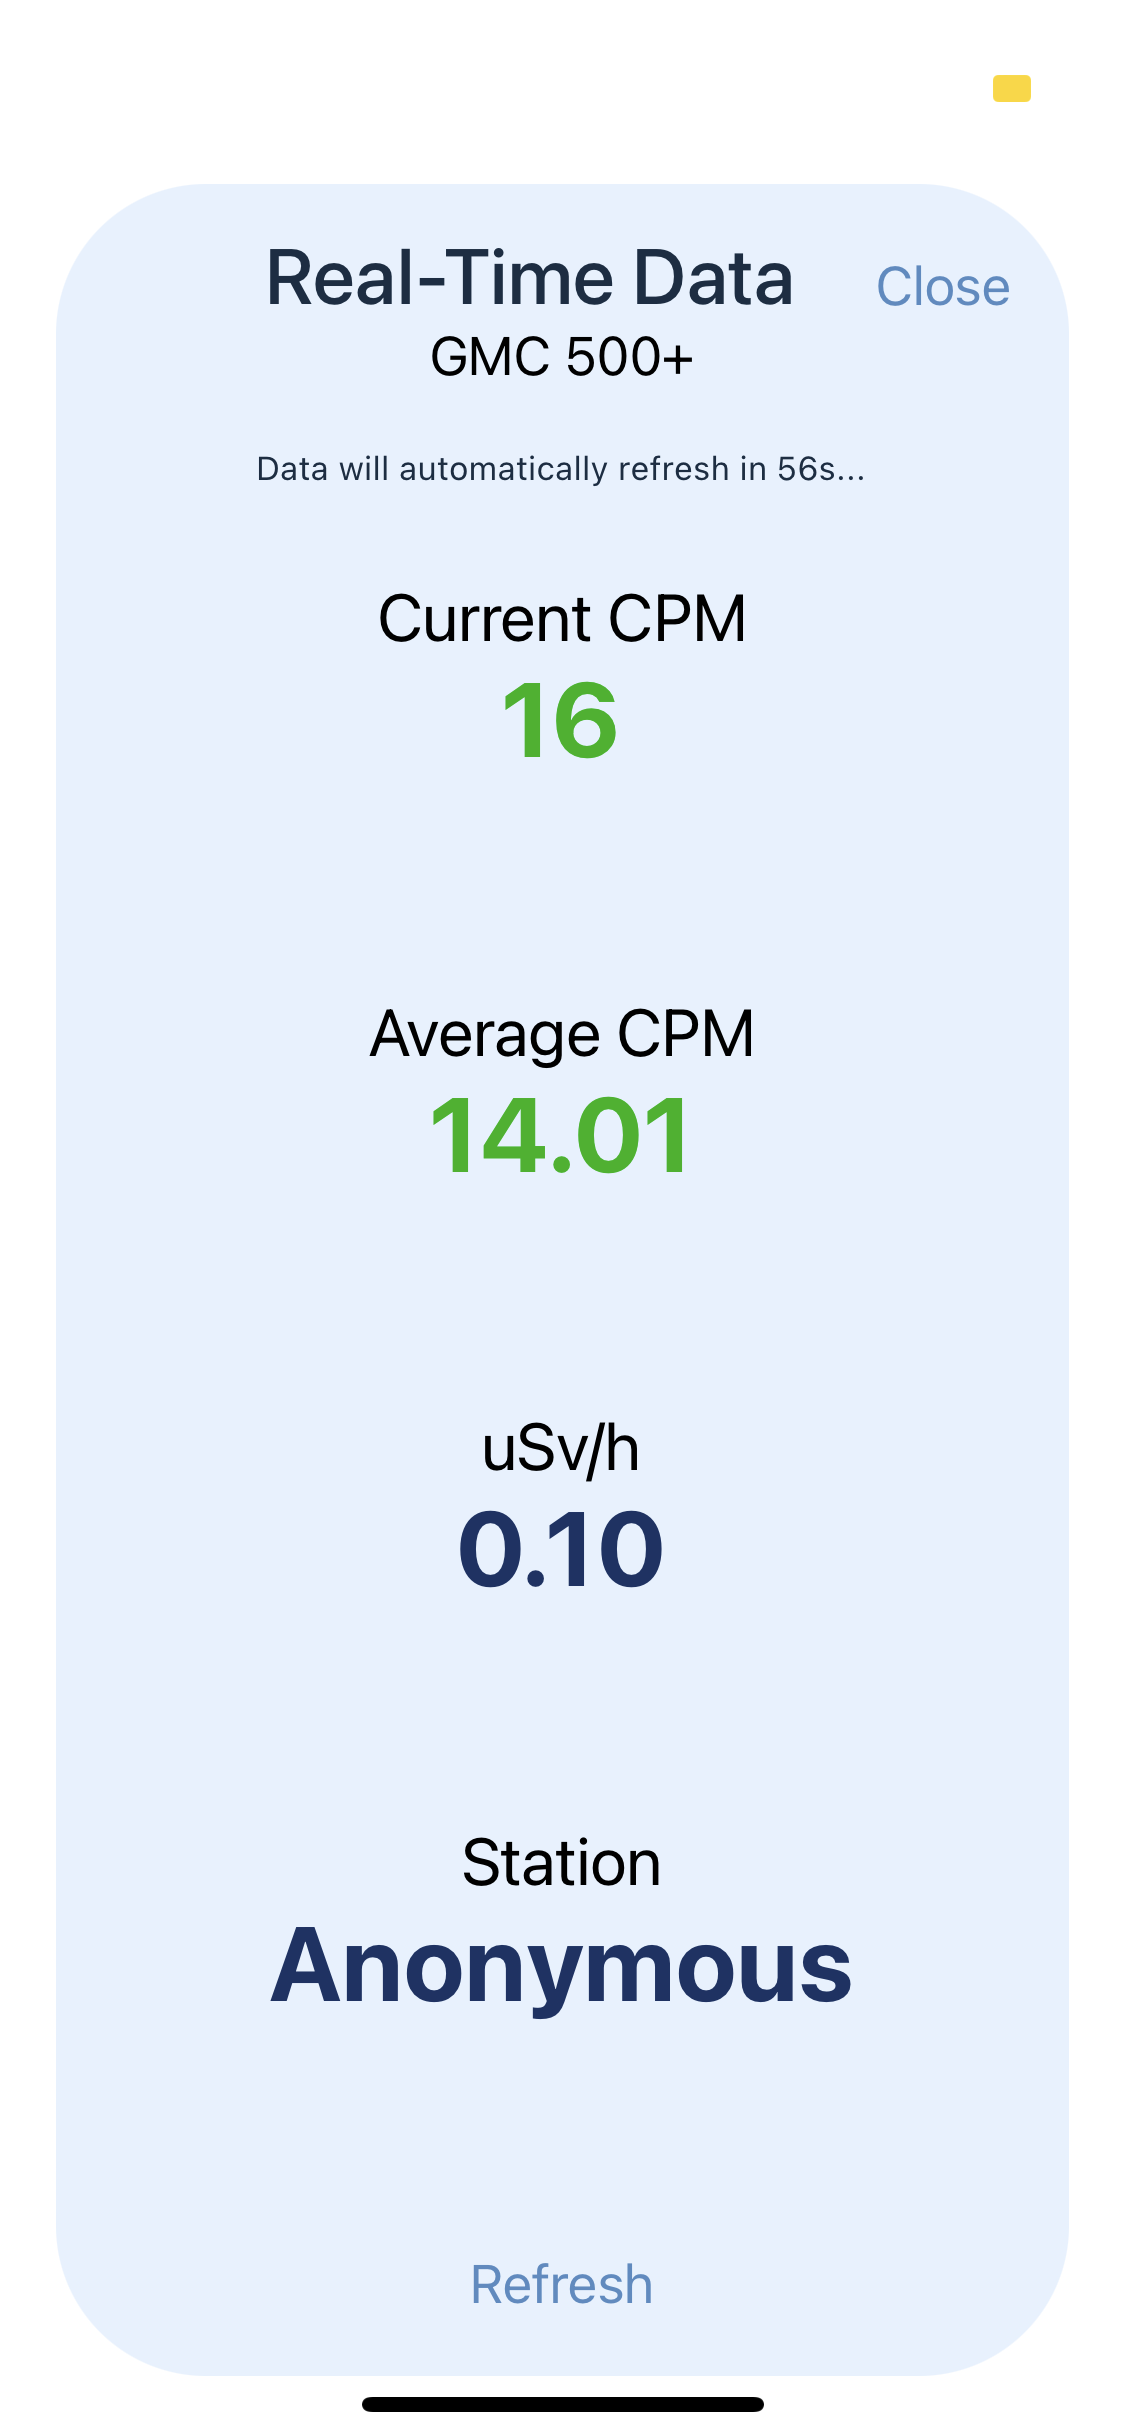 Real-Time Data
Close
GMC 500+
Data will automatically refresh in 56s...
Current CPM
16
Average CPM
14.01
uSv/h
0.10
Station
Anonymous
Refresh